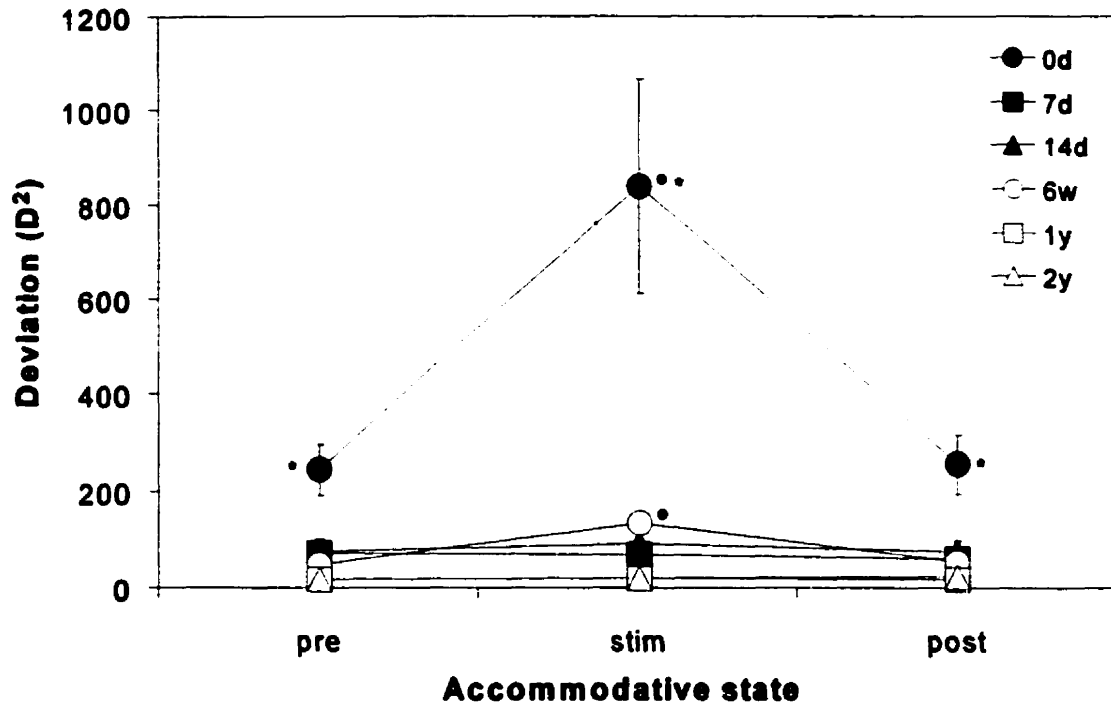 1200
1000
800
600
400
200
0
Deviation (D²)
0d
7d
14d
6w
1y
2y
pre stim post
Accommodative state